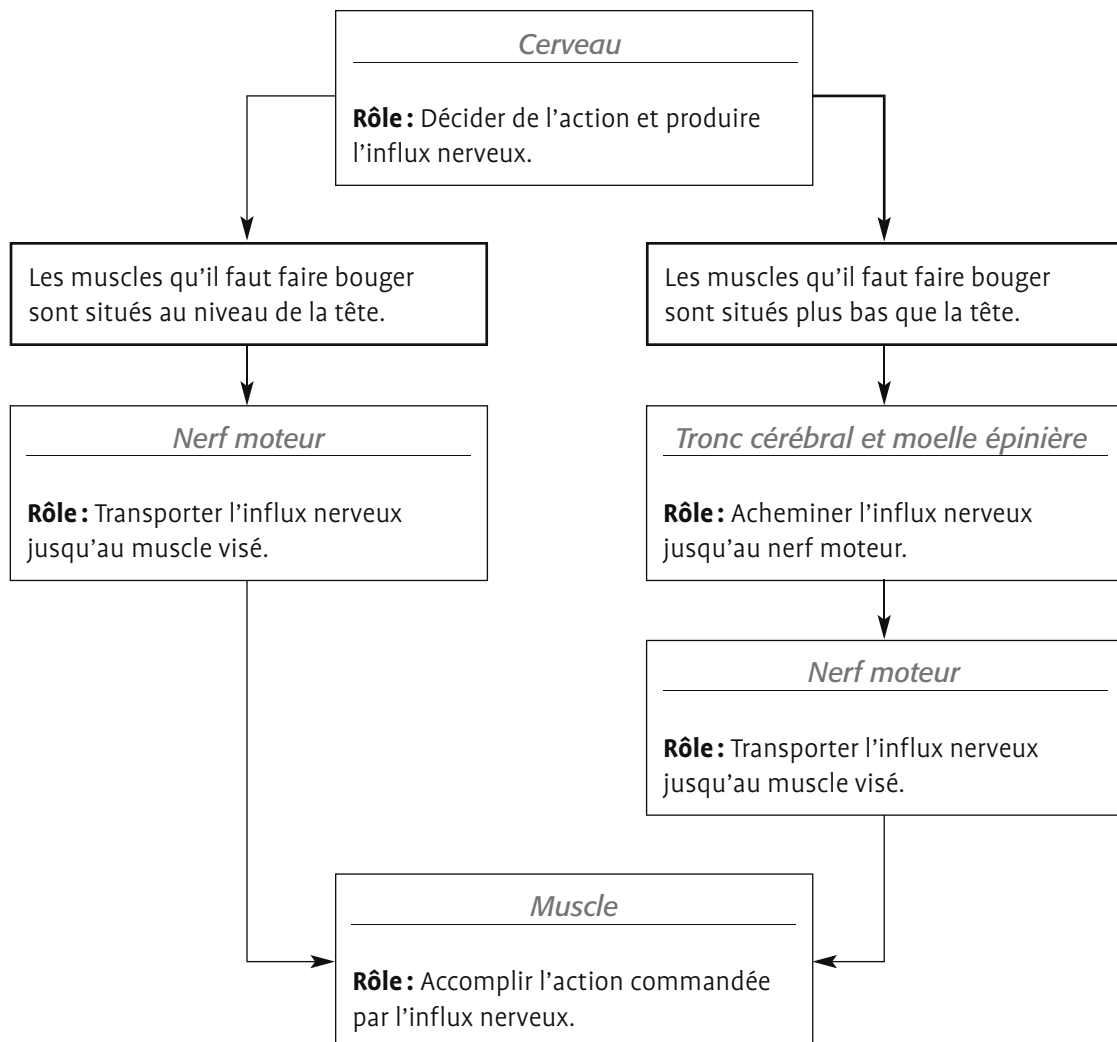 Cerveau
Rôle : Décider de l’action et produire
l’influx nerveux.
Les muscles qu’il faut faire bouger
sont situés au niveau de la tête.
Les muscles qu’il faut faire bouger
sont situés plus bas que la tête.
Nerf moteur
Rôle : Transporter l’influx nerveux
jusqu’au muscle visé.
Tronc cérébral et moelle épinière
Rôle : Acheminer l’influx nerveux
jusqu’au nerf moteur.
Nerf moteur
Rôle : Transporter l’influx nerveux
jusqu’au muscle visé.
Muscle
Rôle : Accomplir l’action commandée
par l’influx nerveux.